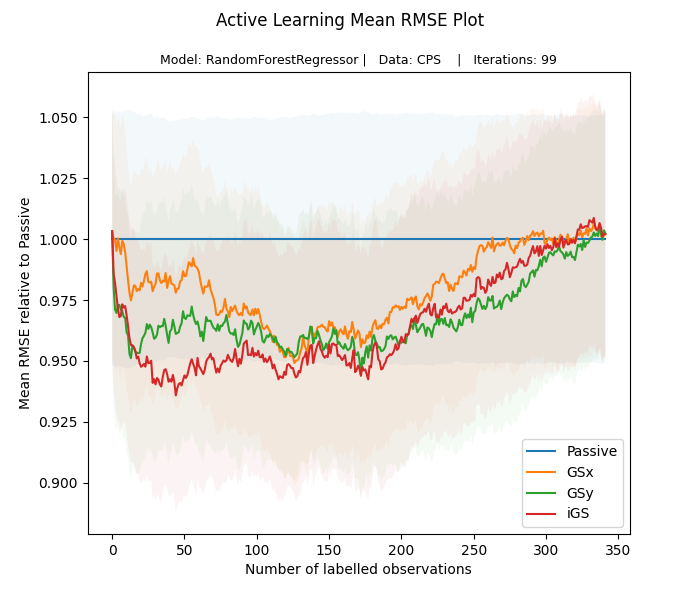 Active Learning Mean RMSE Plot
Model: RandomForestRegressor |   Data: CPS    |   Iterations: 99
Mean RMSE relative to Passive
1.050
1.025
1.000
0.975
0.950
0.925
0.900
Passive
GSx
GSy
iGS
0 50 100 150 200 250 300 350
Number of labelled observations